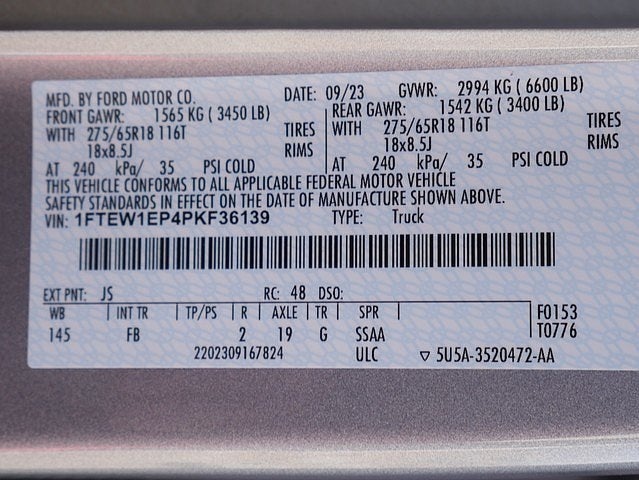 MFD. BY FORD MOTOR CO. DATE: 09/23 GVWR: 2994 KG ( 6600 LB)
FRONT GAWR: 1565 KG ( 3450 LB) REAR GAWR: 1542 KG ( 3400 LB)
WITH 275/65R18 116T TIRES WITH 275/65R18 116T TIRES
18x8.5J RIMS 18x8.5J RIMS
AT 240 kPa/ 35 PSI COLD AT 240 kPa/ 35 PSI COLD
THIS VEHICLE CONFORMS TO ALL APPLICABLE FEDERAL MOTOR VEHICLE
SAFETY STANDARDS IN EFFECT ON THE DATE OF MANUFACTURE SHOWN ABOVE.
VIN: 1FTEW1EP4PKF36139 TYPE: Truck
EXT PNT: JS RC: 48 DSO:
WB INT TR TP/PS R AXLE TR SPR F0153
145 FB 2 19 G SSAA T0776
2202309167824 ULC ▽ 5U5A-3520472-AA